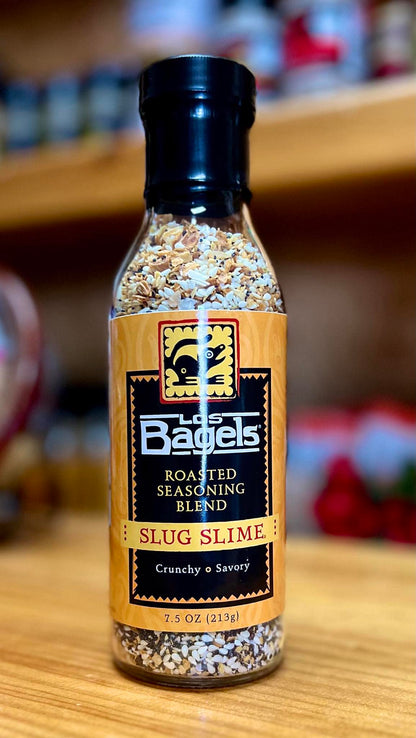 Los
Bagels®
ROASTED
SEASONING
BLEND
SLUG SLIME®
Crunchy o Savory
7.5 OZ (213g)